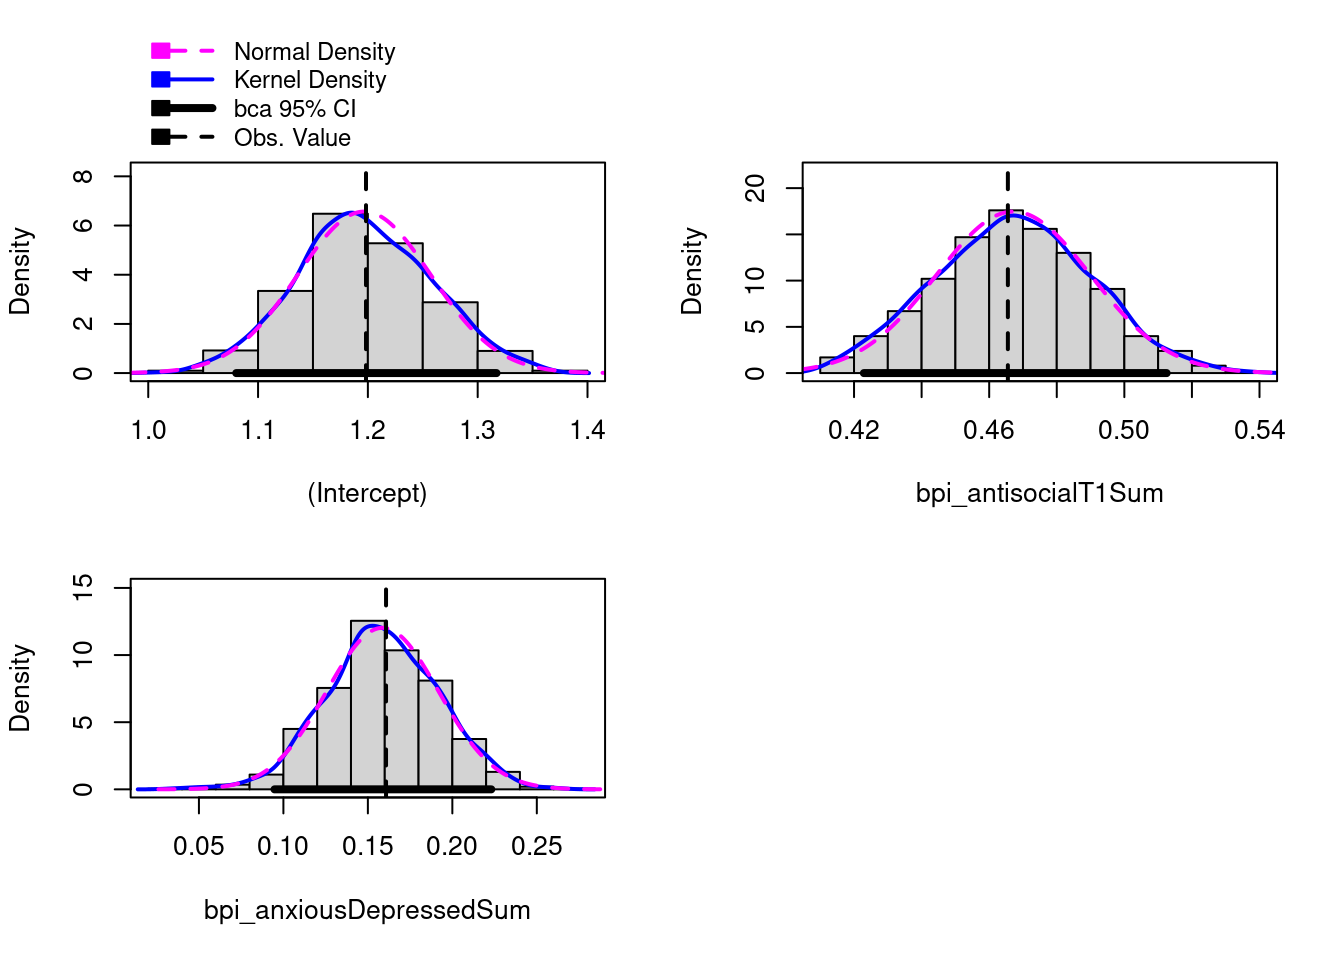 Normal Density
Kernel Density
bca 95% CI
Obs. Value
Density
0 2 4 6 8
1.0 1.1 1.2 1.3 1.4
(Intercept)
Density
0 5 10 20
0.42 0.46 0.50 0.54
bpi_antisocialT1Sum
Density
0 5 10 15
0.05 0.10 0.15 0.20 0.25
bpi_anxiousDepressedSum